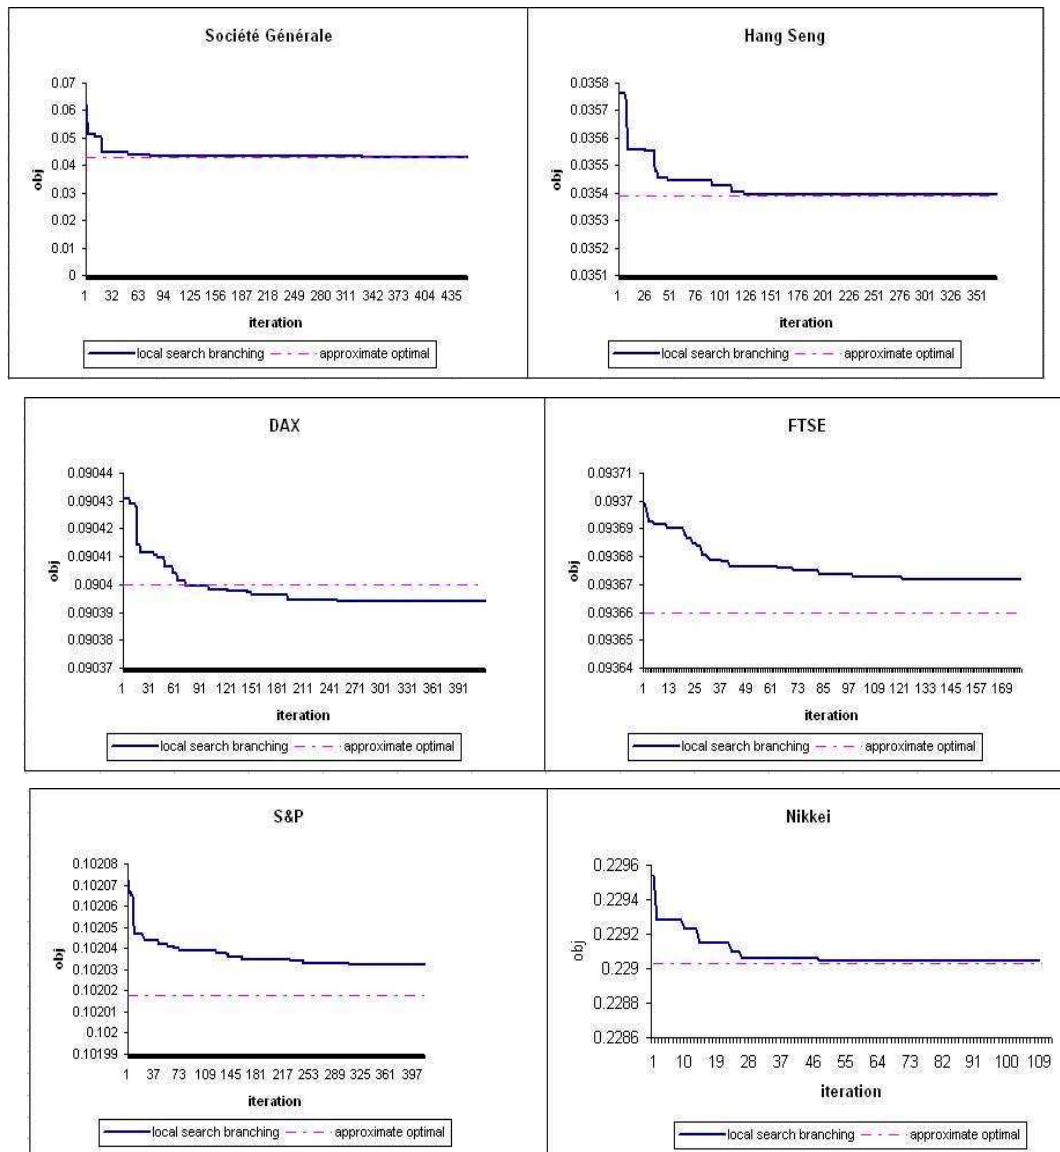 Société Générale
0.07
0.06
0.05
0.04
0.03
0.02
0.01
0
obj
1 32 63 94 125 156 187 218 249 280 311 342 373 404 435
iteration
local search branching approximate optimal
Hang Seng
0.0358
0.0357
0.0356
0.0355
0.0354
0.0353
0.0352
0.0351
obj
1 26 51 76 101 126 151 176 201 226 251 276 301 326 351
iteration
local search branching approximate optimal
DAX
0.09044
0.09043
0.09042
0.09041
0.0904
0.09039
0.09038
0.09037
obj
1 31 61 91 121 151 181 211 241 271 301 331 361 391
iteration
local search branching approximate optimal
FTSE
0.09371
0.0937
0.09369
0.09368
0.09367
0.09366
0.09365
0.09364
obj
1 13 25 37 49 61 73 85 97 109 121 133 145 157 169
iteration
local search branching approximate optimal
S&P
0.10208
0.10207
0.10206
0.10205
0.10204
0.10203
0.10202
0.10201
0.102
0.10199
obj
1 37 73 109 145 181 217 253 289 325 361 397
iteration
local search branching approximate optimal
Nikkei
0.2296
0.2294
0.2292
0.229
0.2288
0.2286
obj
1 10 19 28 37 46 55 64 73 82 91 100 109
iteration
local search branching approximate optimal